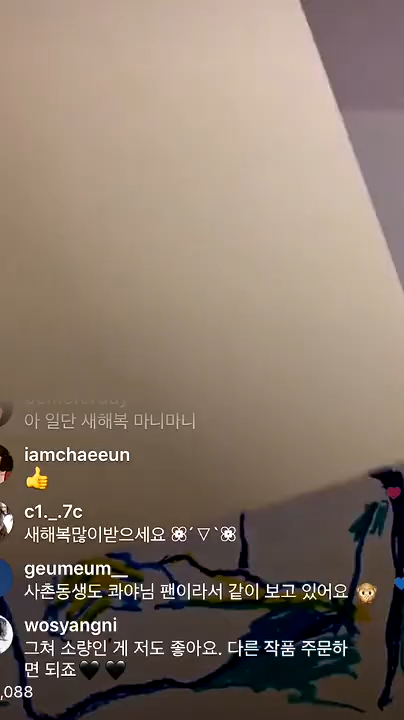 아 일단 새해복 마니마니
iamchaeeun
👍
c1._.7c
새해복많이받으세요 ꕤ´▽`ꕤ
geumeum__
사촌동생도 콰야님 팬이라서 같이 보고 있어요 🙊
wosyangni
그쳐 소량인 게 저도 좋아요. 다른 작품 주문하
면 되죠🖤🖤
,088